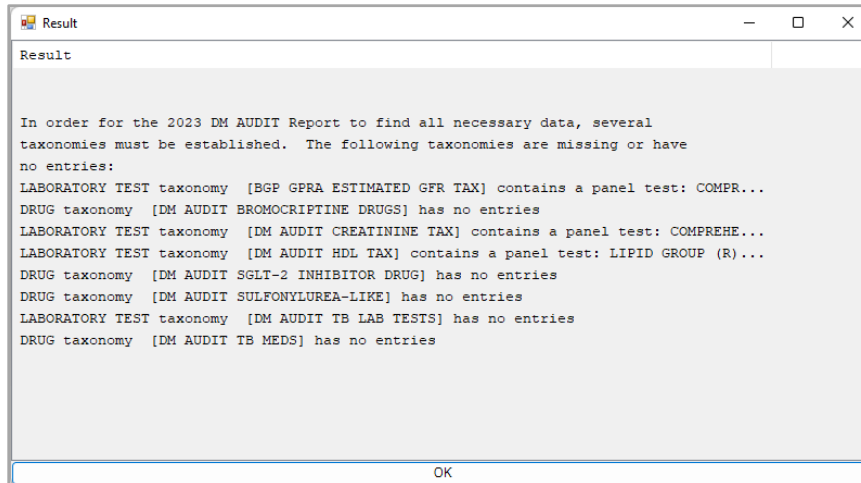 Result
Result
In order for the 2023 DM AUDIT Report to find all necessary data, several
taxonomies must be established.  The following taxonomies are missing or have
no entries:
LABORATORY TEST taxonomy  [BGP GPRA ESTIMATED GFR TAX] contains a panel test: COMPR...
DRUG taxonomy  [DM AUDIT BROMOCRIPTINE DRUGS] has no entries
LABORATORY TEST taxonomy  [DM AUDIT CREATININE TAX] contains a panel test: COMPREHE...
LABORATORY TEST taxonomy  [DM AUDIT HDL TAX] contains a panel test: LIPID GROUP (R)...
DRUG taxonomy  [DM AUDIT SGLT-2 INHIBITOR DRUG] has no entries
DRUG taxonomy  [DM AUDIT SULFONYLUREA-LIKE] has no entries
LABORATORY TEST taxonomy  [DM AUDIT TB LAB TESTS] has no entries
DRUG taxonomy  [DM AUDIT TB MEDS] has no entries
OK